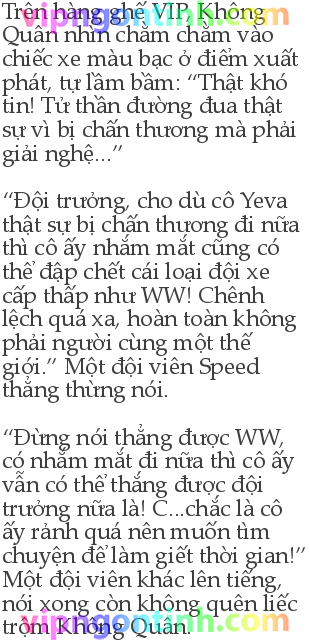 Trên hàng ghế VIP, Không
Quân nhìn chằm chằm vào
chiếc xe màu bạc ở điểm xuất
phát, tự lầm bầm: “Thật khó
tin! Tử thần đường đua thật
sự vì bị chấn thương mà phải
giải nghệ...”
“Đội trưởng, cho dù cô Yeva
thật sự bị chấn thương đi nữa
thì cô ấy nhắm mắt cũng có
thể đập chết cái loại đội xe
cấp thấp như WW! Chênh
lệch quá xa, hoàn toàn không
phải người cùng một thế
giới.” Một đội viên Speed
thẳng thừng nói.
“Đừng nói thẳng được WW,
có nhắm mắt đi nữa thì cô ấy
vẫn có thể thắng được đội
trưởng nữa là! C...chắc là cô
ấy rảnh quá nên muốn tìm
chuyện để làm giết thời gian!”
Một đội viên khác lên tiếng,
nói xong còn không quên liếc
trộm Không Quân.
vipngontinh.com
vipngontinh.com